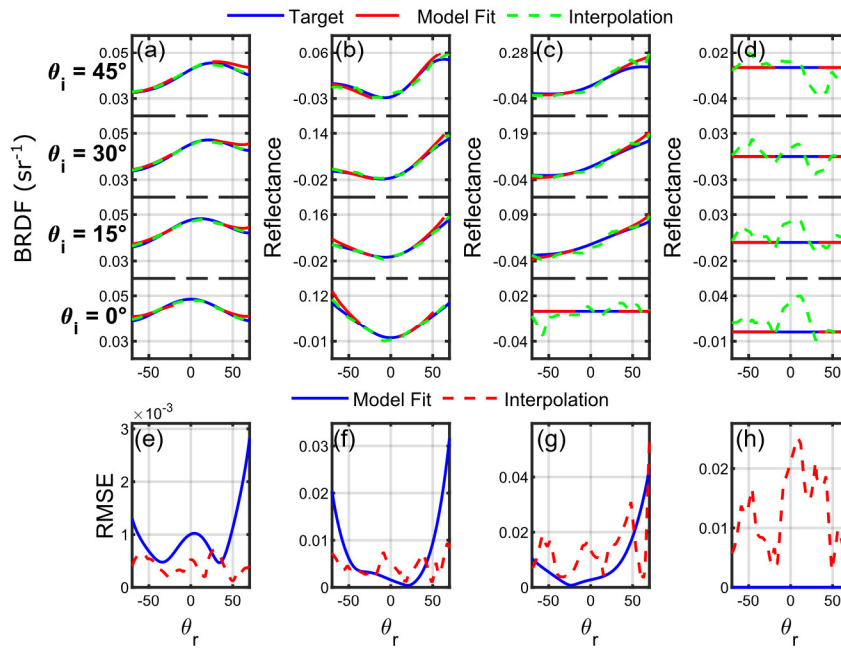 Target Model Fit Interpolation
(a) (b) (c) (d)
θi = 45° 0.05 0.03 0.06 -0.03 0.28 -0.04 0.02 -0.04
θi = 30° 0.05 0.03 0.14 -0.02 0.19 -0.04 0.03 0
θi = 15° 0.05 0.03 0.16 -0.02 0.09 -0.04 0.03 -0.02
θi = 0° 0.05 0.03 0.12 -0.01 0.02 -0.04 0.04 -0.01
BRDF (sr-1) Reflectance Reflectance Reflectance
-50 0 50 -50 0 50 -50 0 50 -50 0 50
Model Fit Interpolation
×10-3
(e) (f) (g) (h)
3 0.03 0.04 0.02
2 0.02
1 0.01 0.02 0.01
0 0 0 0
RMSE
-50 0 50 -50 0 50 -50 0 50 -50 0 50
θr θr θr θr